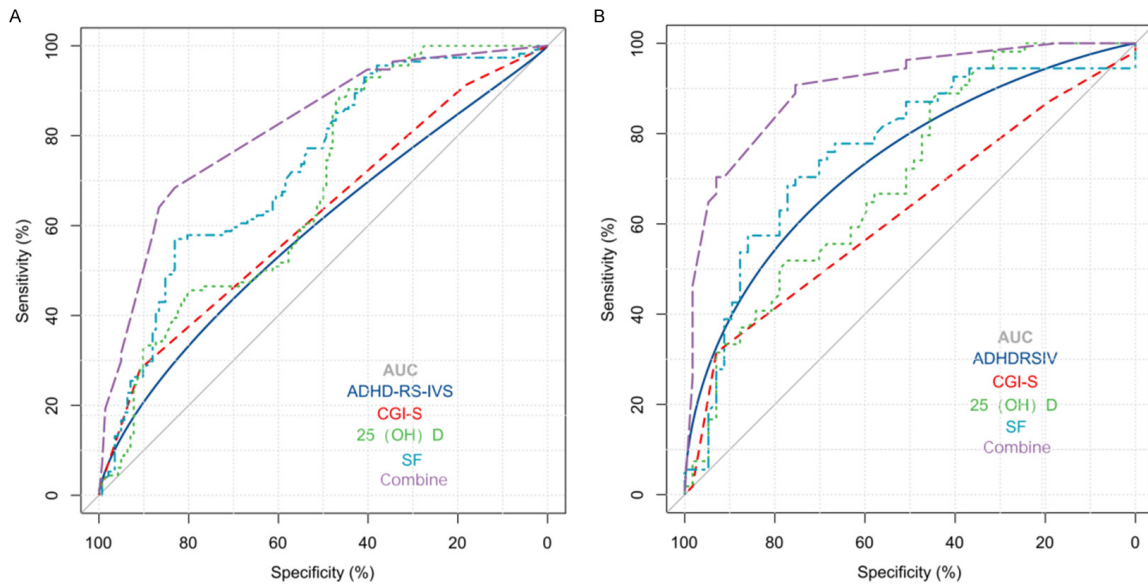 A
100
80
60
40
20
0
Sensitivity (%)
AUC
ADHD-RS-IVS
CGI-S
25（OH）D
SF
Combine
100 80 60 40 20 0
Specificity (%)
B
100
80
60
40
20
0
Sensitivity (%)
AUC
ADHDRSIV
CGI-S
25（OH）D
SF
Combine
100 80 60 40 20 0
Specificity (%)